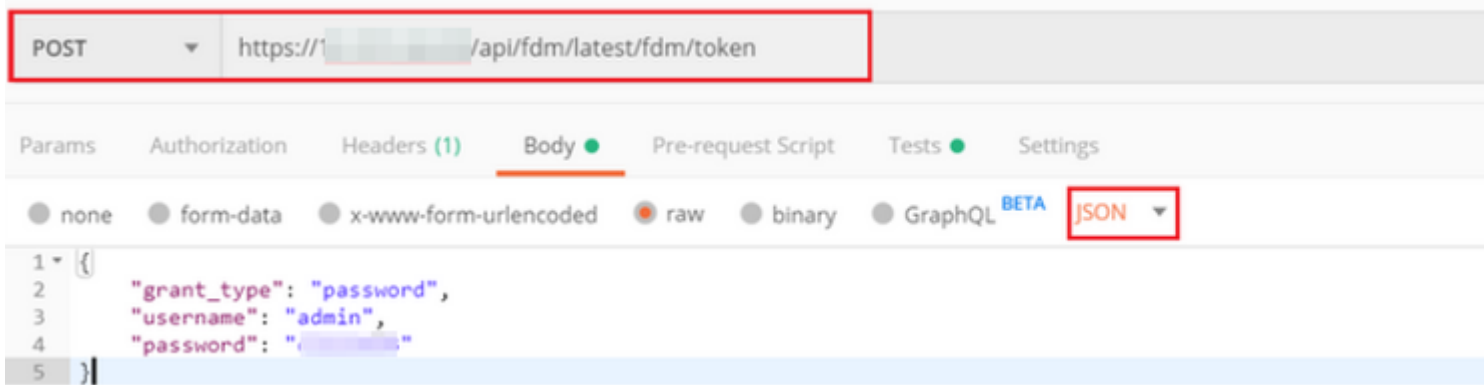 POST https:// /api/fdm/latest/fdm/token
Params Authorization Headers (1) Body Pre-request Script Tests Settings
none form-data x-www-form-urlencoded raw binary GraphQL BETA JSON
1 {
2 "grant_type": "password",
3 "username": "admin",
4 "password": " "
5 }